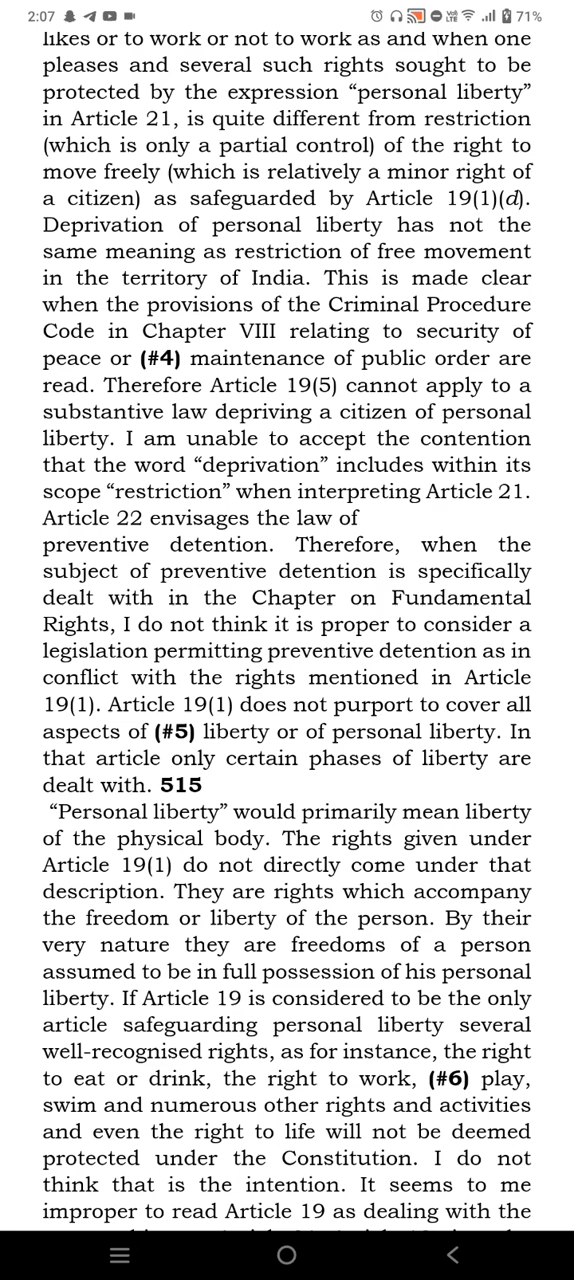 2:07
71%
likes or to work or not to work as and when one
pleases and several such rights sought to be
protected by the expression “personal liberty”
in Article 21, is quite different from restriction
(which is only a partial control) of the right to
move freely (which is relatively a minor right of
a citizen) as safeguarded by Article 19(1)(d).
Deprivation of personal liberty has not the
same meaning as restriction of free movement
in the territory of India. This is made clear
when the provisions of the Criminal Procedure
Code in Chapter VIII relating to security of
peace or (#4) maintenance of public order are
read. Therefore Article 19(5) cannot apply to a
substantive law depriving a citizen of personal
liberty. I am unable to accept the contention
that the word “deprivation” includes within its
scope “restriction” when interpreting Article 21.
Article 22 envisages the law of
preventive detention. Therefore, when the
subject of preventive detention is specifically
dealt with in the Chapter on Fundamental
Rights, I do not think it is proper to consider a
legislation permitting preventive detention as in
conflict with the rights mentioned in Article
19(1). Article 19(1) does not purport to cover all
aspects of (#5) liberty or of personal liberty. In
that article only certain phases of liberty are
dealt with. 515
“Personal liberty” would primarily mean liberty
of the physical body. The rights given under
Article 19(1) do not directly come under that
description. They are rights which accompany
the freedom or liberty of the person. By their
very nature they are freedoms of a person
assumed to be in full possession of his personal
liberty. If Article 19 is considered to be the only
article safeguarding personal liberty several
well-recognised rights, as for instance, the right
to eat or drink, the right to work, (#6) play,
swim and numerous other rights and activities
and even the right to life will not be deemed
protected under the Constitution. I do not
think that is the intention. It seems to me
improper to read Article 19 as dealing with the